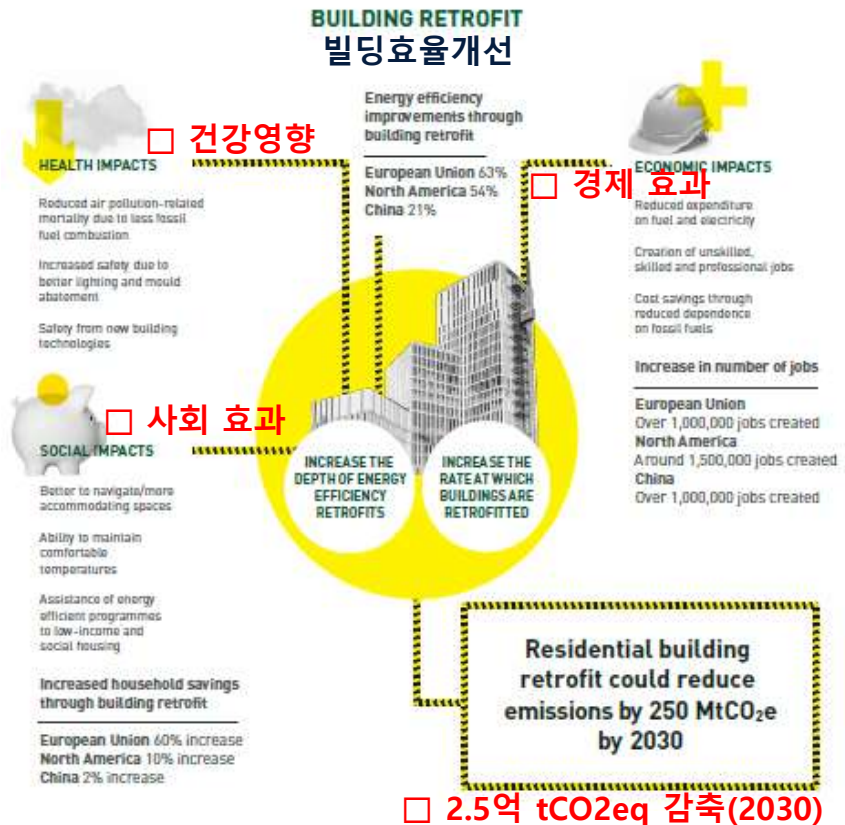 BUILDING RETROFIT
빌딩효율개선
□ 건강영향
HEALTH IMPACTS
Reduced air pollution-related
mortality due to less fossil
fuel combustion
Increased safety due to
better lighting and mould
abatement
Safety from new building
technologies
Energy efficiency
improvements through
building retrofit
European Union 63%
North America 54%
China 21%
□ 경제 효과
ECONOMIC IMPACTS
Reduced expenditure
on fuel and electricity
Creation of unskilled,
skilled and professional jobs
Cost savings through
reduced dependence
on fossil fuels
Increase in number of jobs
European Union
Over 1,000,000 jobs created
North America
Around 1,500,000 jobs created
China
Over 1,000,000 jobs created
□ 사회 효과
SOCIAL IMPACTS
Better to navigate/more
accommodating spaces
Ability to maintain
comfortable
temperatures
Assistance of energy
efficient programmes
to low-income and
social housing
Increased household savings
through building retrofit
European Union 60% increase
North America 10% increase
China 2% increase
INCREASE THE
DEPTH OF ENERGY
EFFICIENCY
RETROFITS
INCREASE THE
RATE AT WHICH
BUILDINGS ARE
RETROFITTED
Residential building
retrofit could reduce
emissions by 250 MtCO₂e
by 2030
□ 2.5억 tCO2eq 감축(2030)